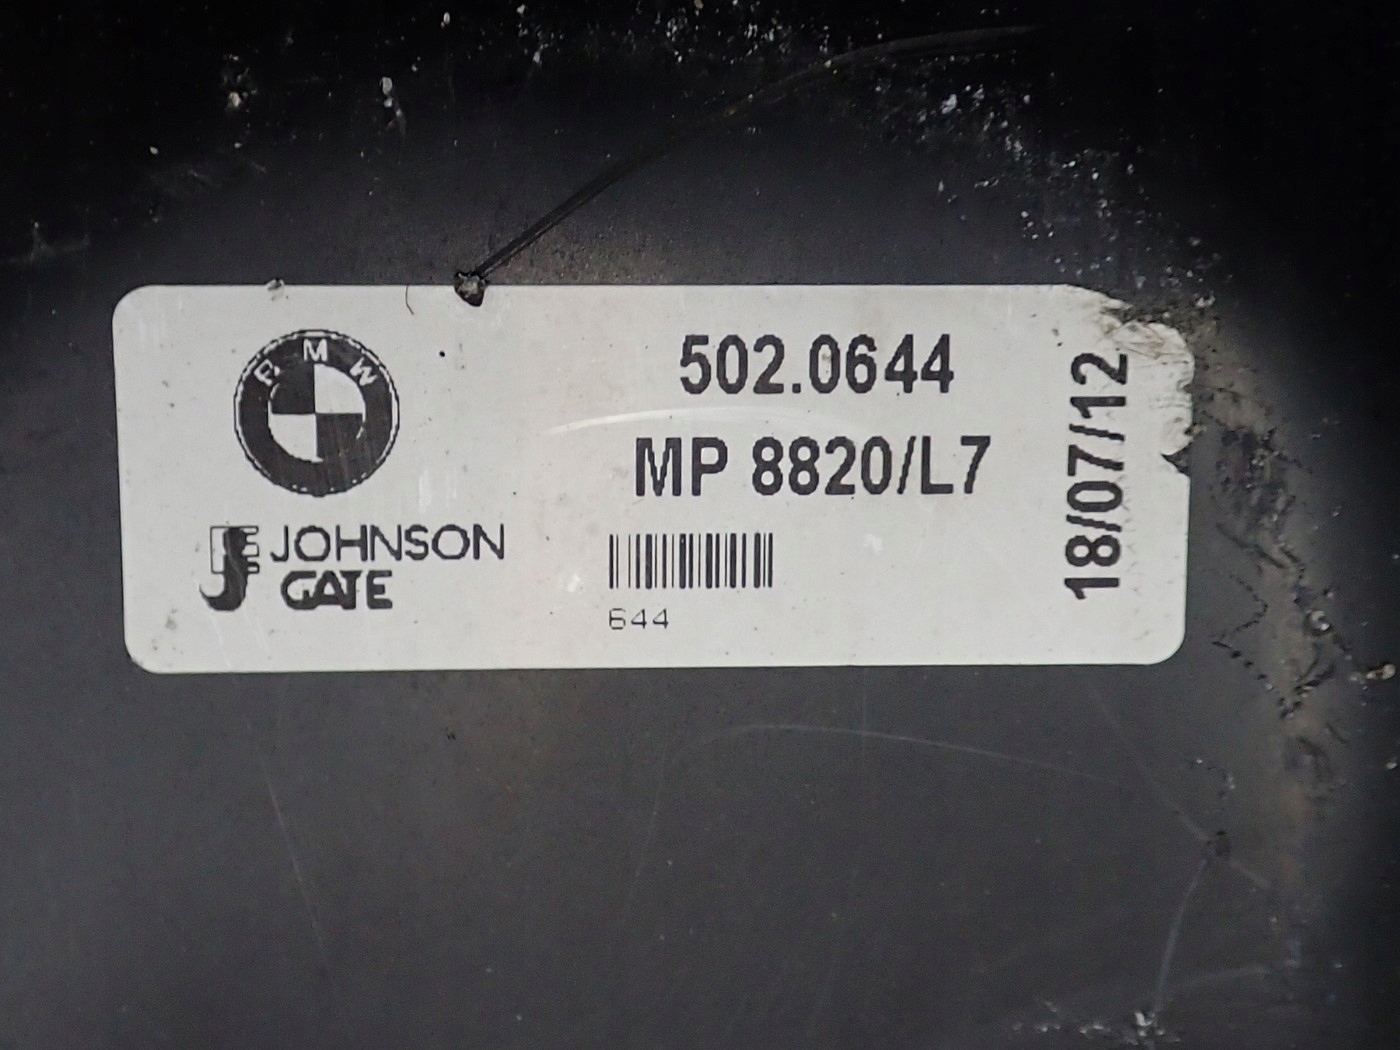 BMW
JOHNSON
GATE
502.0644
MP 8820/L7
644
18/07/12